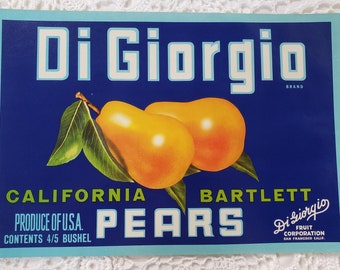 Di Giorgio
BRAND
CALIFORNIA BARTLETT
PEARS
PRODUCE OF U.S.A.
CONTENTS 4/5 BUSHEL
Di Giorgio
FRUIT
CORPORATION
SAN FRANCISCO CALIF.